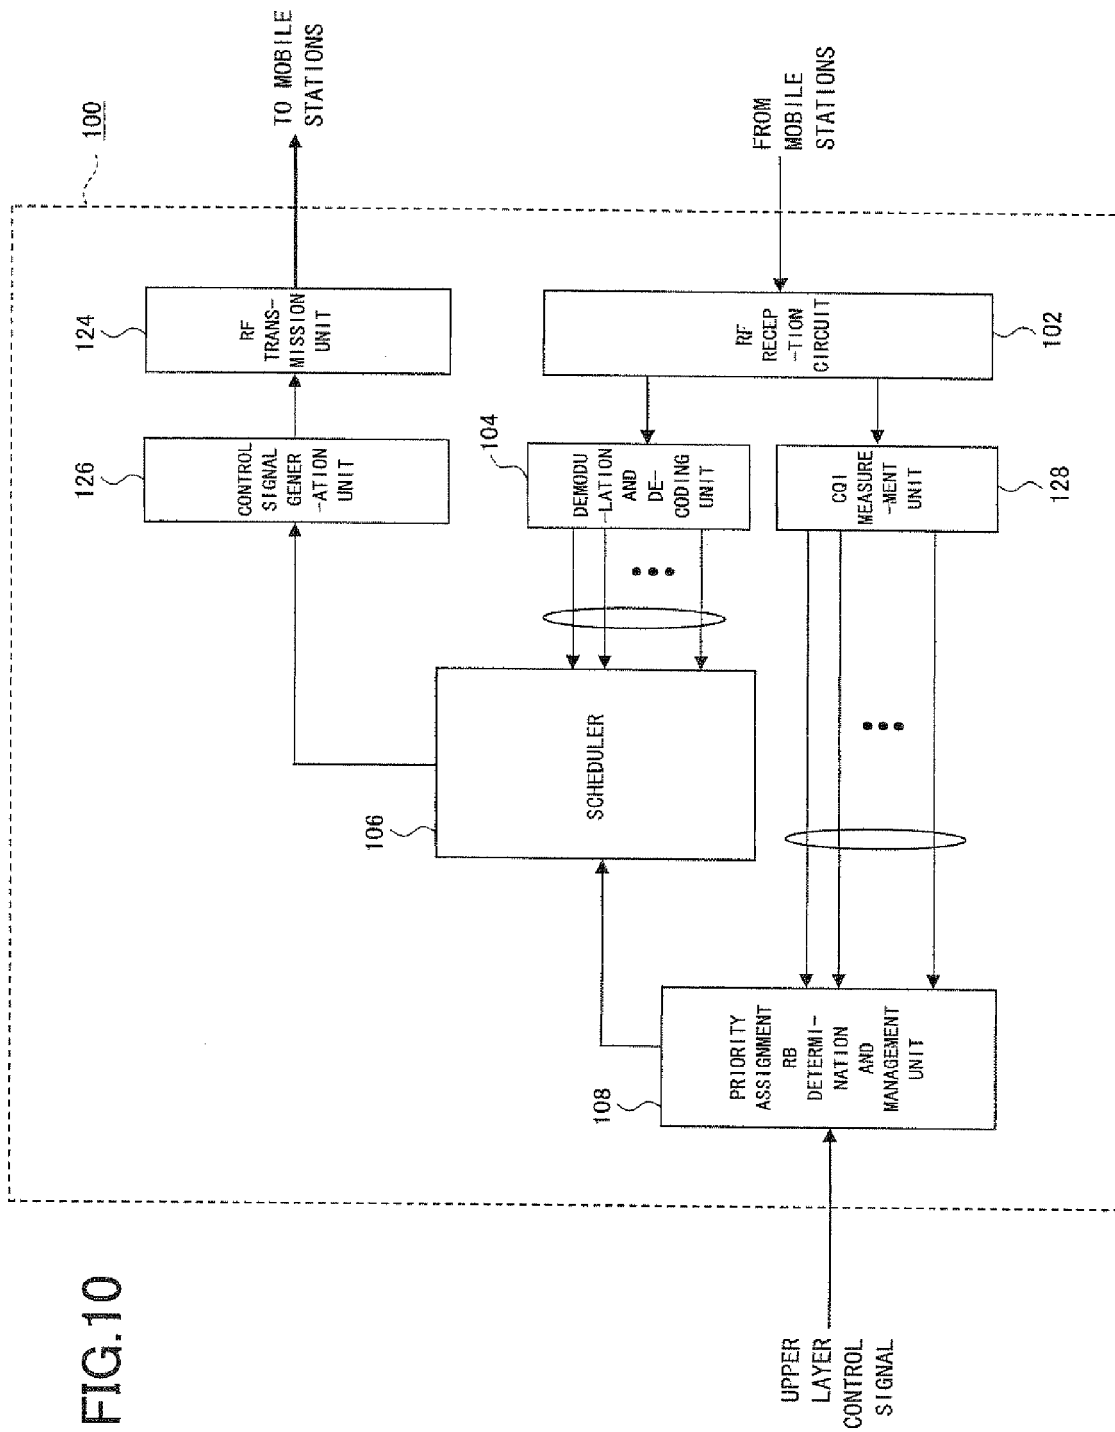 FIG.10
100
UPPER
LAYER
CONTROL
SIGNAL
108
PRIORITY
ASSIGNMENT
RB
DETERMI-
NATION
AND
MANAGEMENT
UNIT
106
SCHEDULER
126
CONTROL
SIGNAL
GENER
-ATION
UNIT
124
RF
TRANS-
MISSION
UNIT
TO MOBILE
STATIONS
104
DEMODU
-LATION
AND
DE-
CODING
UNIT
128
CQI
MEASURE
-MENT
UNIT
102
RF
RECEP
-TION
CIRCUIT
FROM
MOBILE
STATIONS